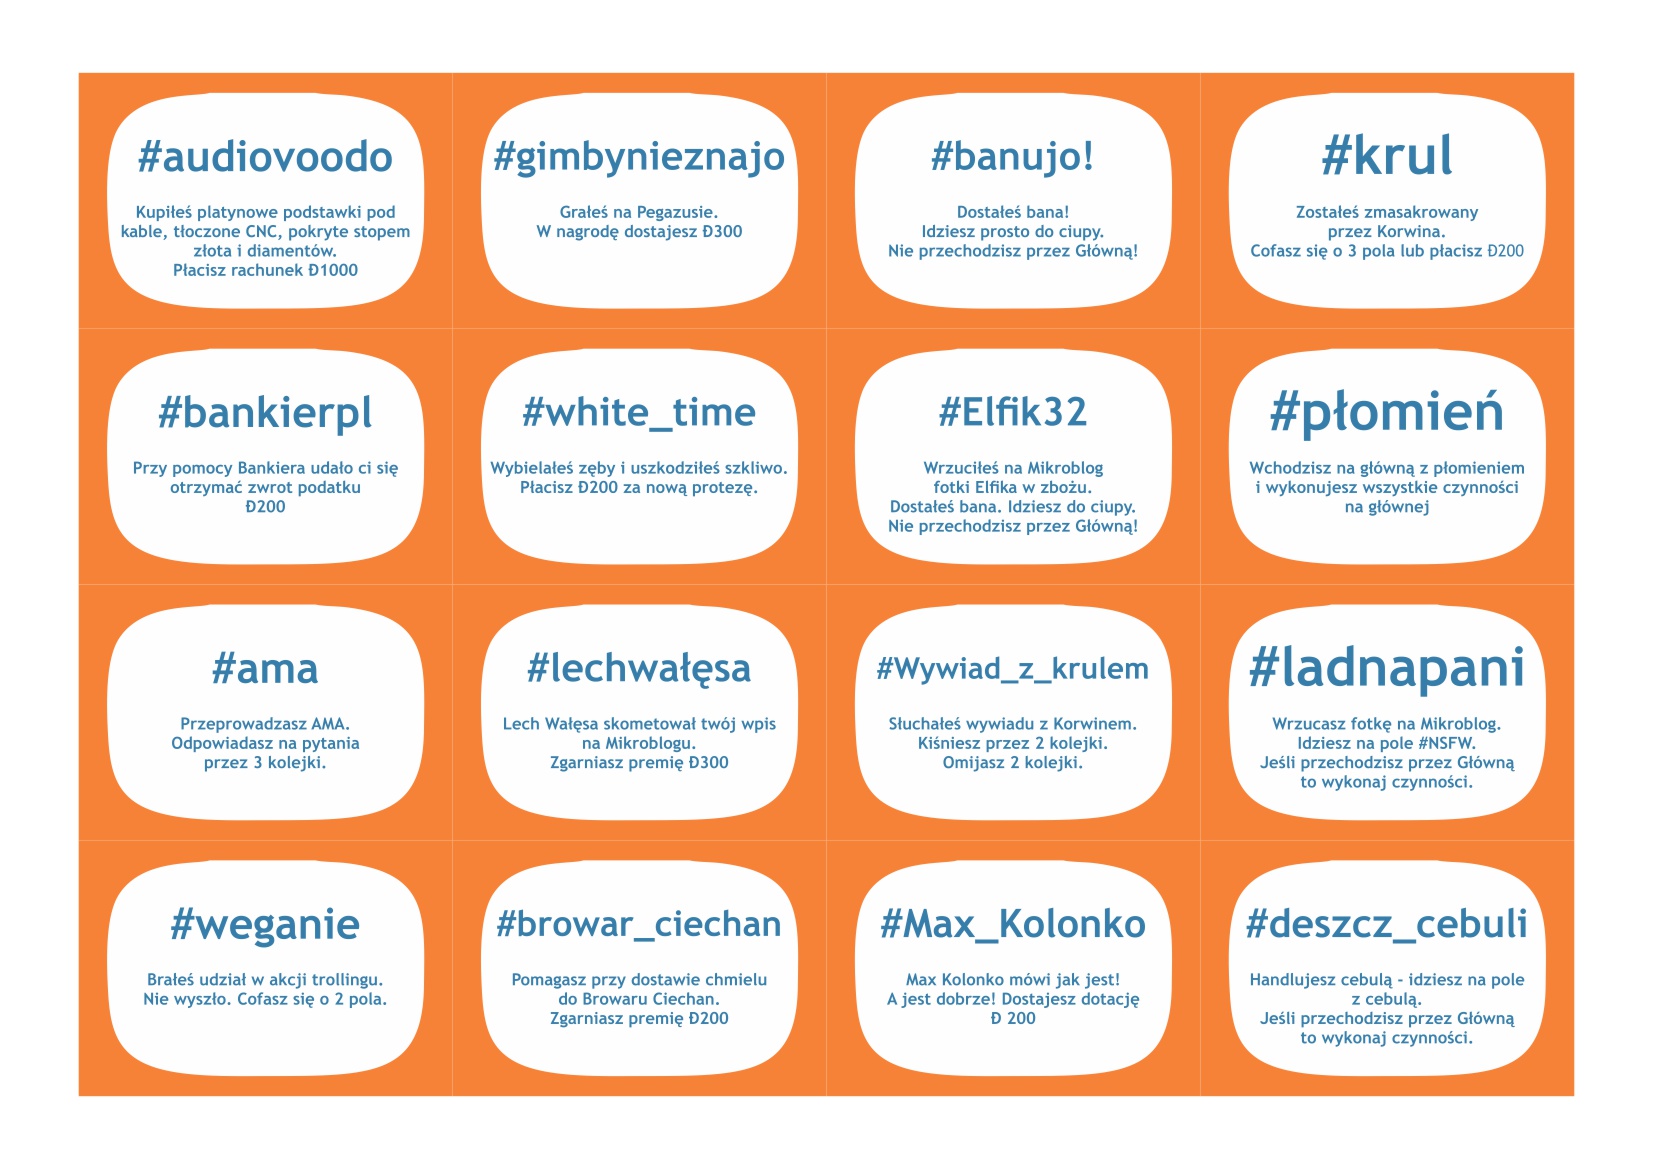 #audiovoodo
Kupiłeś platynowe podstawki pod
kable, tłoczone CNC, pokryte stopem
złota i diamentów.
Płacisz rachunek Đ1000
#gimbynieznajo
Grałeś na Pegazusie.
W nagrodę dostajesz Đ300
#banujo!
Dostałeś bana!
Idziesz prosto do ciupy.
Nie przechodzisz przez Główną!
#krul
Zostałeś zmasakrowany
przez Korwina.
Cofasz się o 3 pola lub płacisz Đ200
#bankierpl
Przy pomocy Bankiera udało ci się
otrzymać zwrot podatku
Đ200
#white_time
Wybielałeś zęby i uszkodziłeś szkliwo.
Płacisz Đ200 za nową protezę.
#Elfik32
Wrzuciłeś na Mikroblog
fotki Elfika w zbożu.
Dostałeś bana. Idziesz do ciupy.
Nie przechodzisz przez Główną!
#płomień
Wchodzisz na główną z płomieniem
i wykonujesz wszystkie czynności
na głównej
#ama
Przeprowadzasz AMA.
Odpowiadasz na pytania
przez 3 kolejki.
#lechwałęsa
Lech Wałęsa skometował twój wpis
na Mikroblogu.
Zgarniasz premię Đ300
#Wywiad_z_krulem
Słuchałeś wywiadu z Korwinem.
Kiśniesz przez 2 kolejki.
Omijasz 2 kolejki.
#ladnapani
Wrzucasz fotkę na Mikroblog.
Idziesz na pole #NSFW.
Jeśli przechodzisz przez Główną
to wykonaj czynności.
#weganie
Brałeś udział w akcji trollingu.
Nie wyszło. Cofasz się o 2 pola.
#browar_ciechan
Pomagasz przy dostawie chmielu
do Browaru Ciechan.
Zgarniasz premię Đ200
#Max_Kolonko
Max Kolonko mówi jak jest!
A jest dobrze! Dostajesz dotację
Đ 200
#deszcz_cebuli
Handlujesz cebulą - idziesz na pole
z cebulą.
Jeśli przechodzisz przez Główną
to wykonaj czynności.